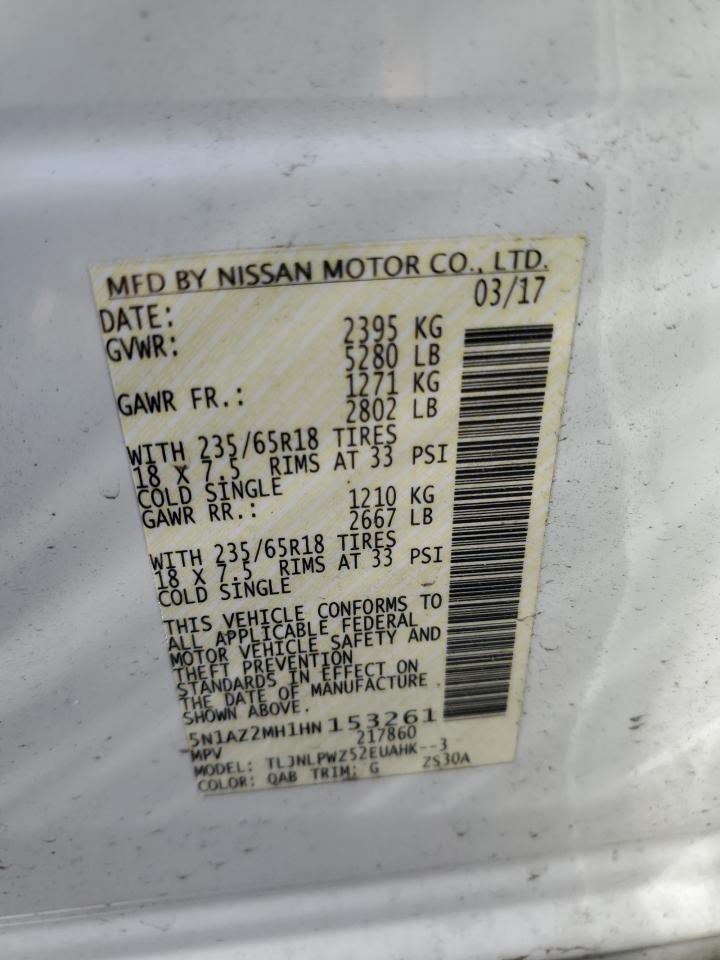 MFD BY NISSAN MOTOR CO., LTD.
DATE: 03/17
GVWR: 2395 KG
5280 LB
GAWR FR.: 1271 KG
2802 LB
WITH 235/65R18 TIRES
18 X 7.5 RIMS AT 33 PSI
COLD SINGLE
GAWR RR.: 1210 KG
2667 LB
WITH 235/65R18 TIRES
18 X 7.5 RIMS AT 33 PSI
COLD SINGLE
THIS VEHICLE CONFORMS TO
ALL APPLICABLE FEDERAL
MOTOR VEHICLE SAFETY AND
THEFT PREVENTION
STANDARDS IN EFFECT ON
THE DATE OF MANUFACTURE
SHOWN ABOVE.
5N1AZ2MH1HN153261
MPV 217860
MODEL: TLJNLPWZ52EUAHK--3
COLOR: QAB TRIM: G ZS30A